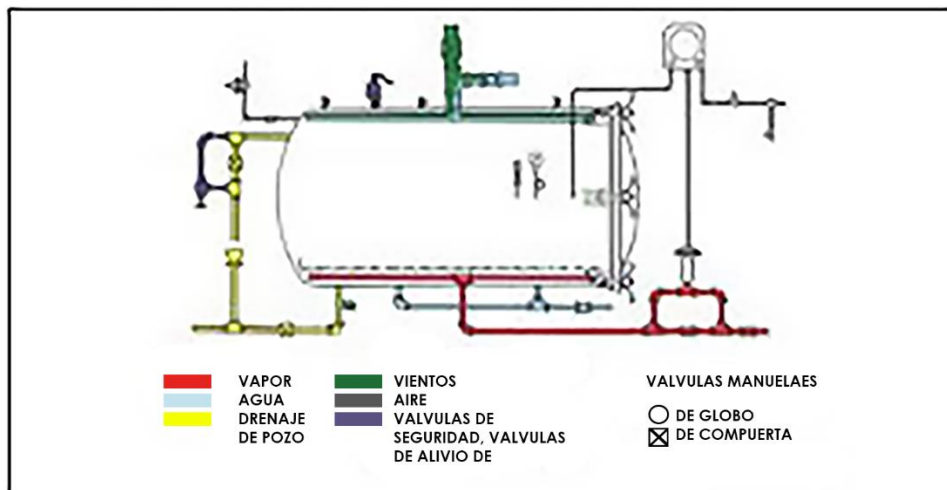 VAPOR
AGUA
DRENAJE
DE POZO
VIENTOS
AIRE
VALVULAS DE
SEGURIDAD, VALVULAS
DE ALIVIO DE
VALVULAS MANUELAES
DE GLOBO
DE COMPUERTA